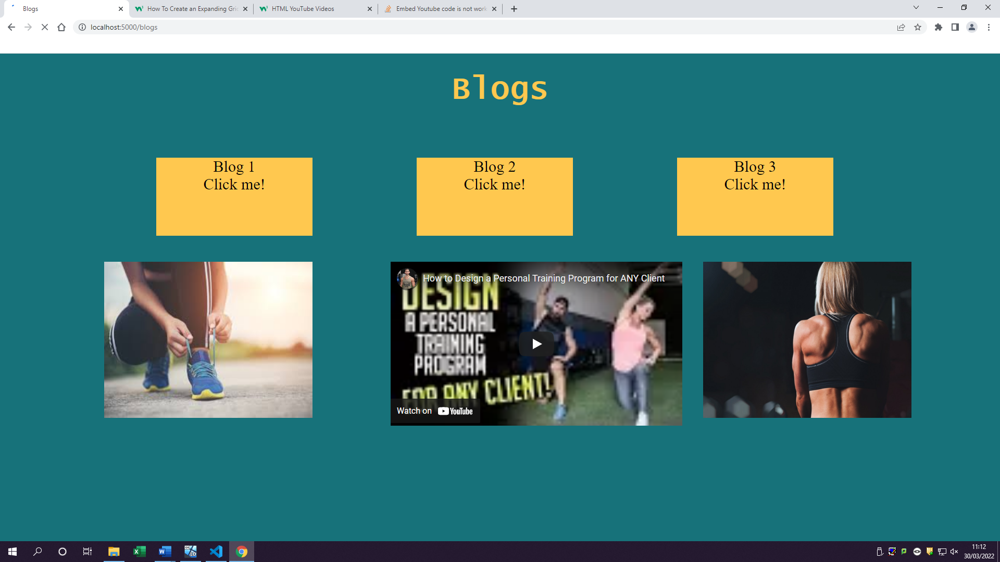 Blogs
How To Create an Expanding Gri
HTML YouTube Videos
Embed Youtube code is not work
localhost:5000/blogs
Blogs
Blog 1
Click me!
Blog 2
Click me!
Blog 3
Click me!
How to Design a Personal Training Program for ANY Client
DESIGN
A PERSONAL
TRAINING
PROGRAM
FOR ANY CLIENT!
Watch on YouTube
11:12
30/03/2022